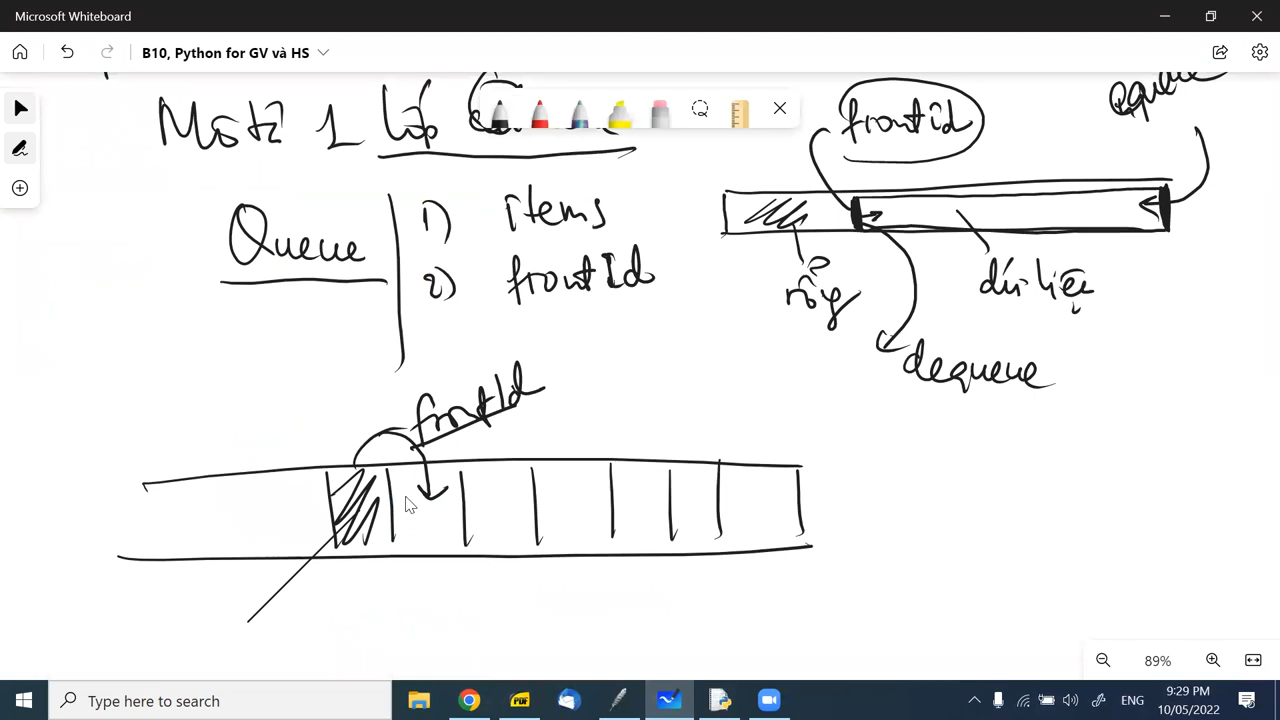 Microsoft Whiteboard
B10, Python for GV và HS
Mô tả 1 lớp
frontid
Queue
1) items
2) frontId
rỗng
dữ liệu
dequeue
frontId
89%
Type here to search
PDF
ENG
9:29 PM
10/05/2022